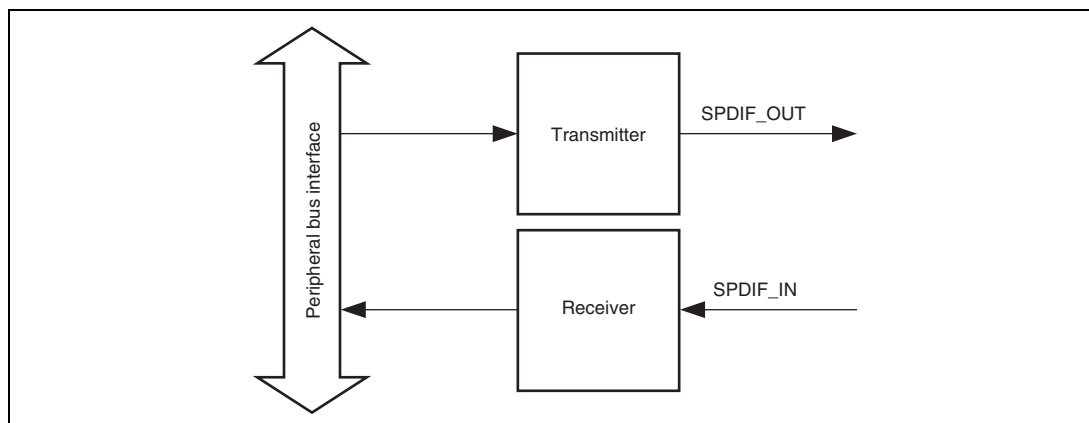 Peripheral bus interface
Transmitter
SPDIF_OUT
Receiver
SPDIF_IN